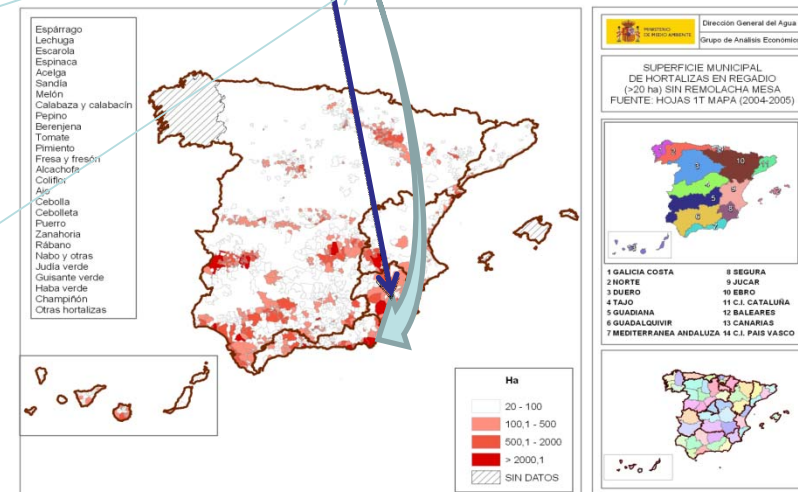 Espárrago
Lechuga
Escarola
Espinaca
Acelga
Sandía
Melón
Calabaza y calabacín
Pepino
Berenjena
Tomate
Pimiento
Fresa y fresón
Alcachofa
Coliflor
Ajo
Cebolla
Cebolleta
Puerro
Zanahoria
Rábano
Nabo y otras
Judía verde
Guisante verde
Haba verde
Champiñón
Otras hortalizas
Ha
20 - 100
100,1 - 500
500,1 - 2000
> 2000,1
SIN DATOS
MINISTERIO
DE MEDIO AMBIENTE
Dirección General del Agua
Grupo de Análisis Económico
SUPERFICIE MUNICIPAL
DE HORTALIZAS EN REGADIO
(>20 ha) SIN REMOLACHA MESA
FUENTE: HOJAS 1T MAPA (2004-2005)
1 GALICIA COSTA
2 NORTE
3 DUERO
4 TAJO
5 GUADIANA
6 GUADALQUIVIR
7 MEDITERRANEA ANDALUZA
8 SEGURA
9 JUCAR
10 EBRO
11 C.I. CATALUÑA
12 BALEARES
13 CANARIAS
14 C.I. PAIS VASCO